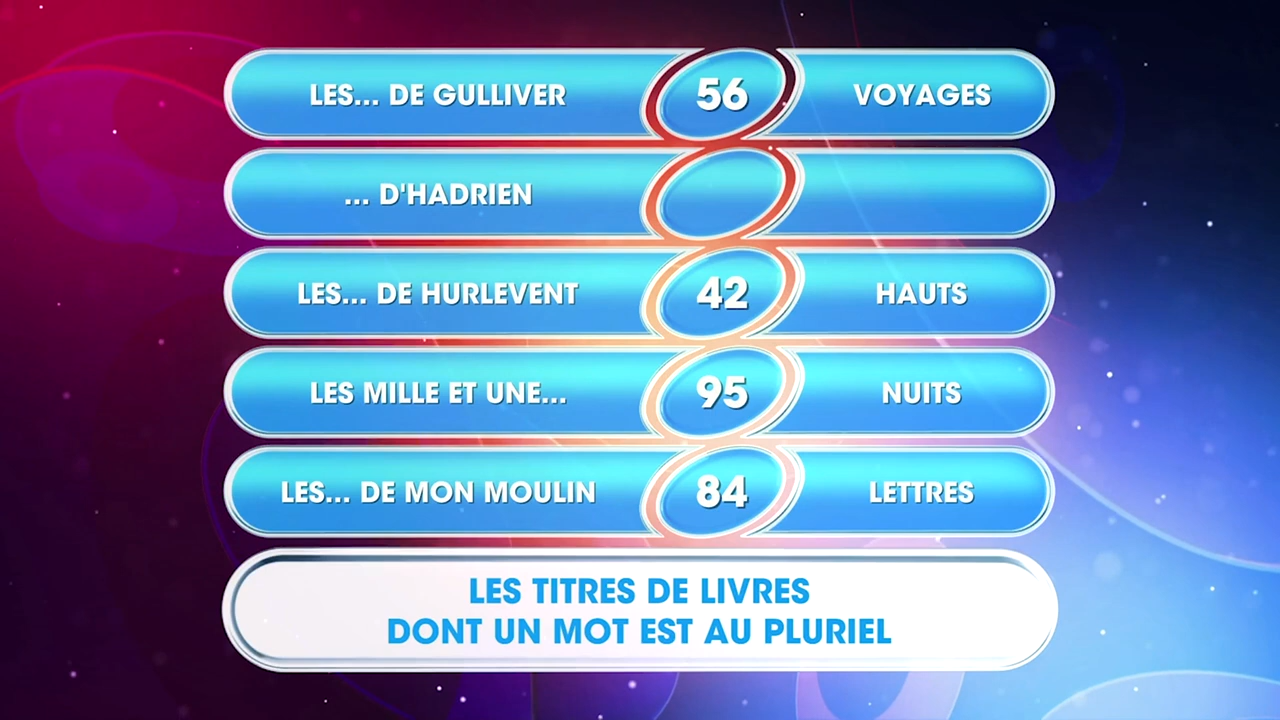 LES... DE GULLIVER 56 VOYAGES
... D'HADRIEN
LES... DE HURLEVENT 42 HAUTS
LES MILLE ET UNE... 95 NUITS
LES... DE MON MOULIN 84 LETTRES
LES TITRES DE LIVRES
DONT UN MOT EST AU PLURIEL